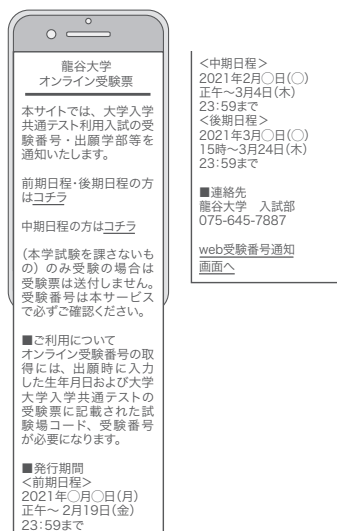 龍谷大学
オンライン受験票
本サイトでは、大学入学
共通テスト利用入試の受
験番号・出願学部等を
通知いたします。
前期日程・後期日程の方
はコチラ
中期日程の方はコチラ
(本学試験を課さないも
の)のみ受験の場合は
受験票は送付しません。
受験番号は本サービス
で必ずご確認ください。
■ご利用について
オンライン受験番号の取
得には、出願時に入力
した生年月日および大学
大学入学共通テストの
受験票に記載された試
験場コード、受験番号
が必要になります。
■発行期間
<前期日程>
2021年○月○日(月)
正午～2月19日(金)
23:59まで
<中期日程>
2021年2月○日(○)
正午～3月4日(木)
23:59まで
<後期日程>
2021年3月○日(○)
15時～3月24日(木)
23:59まで
■連絡先
龍谷大学 入試部
075-645-7887
web受験番号通知
画面へ